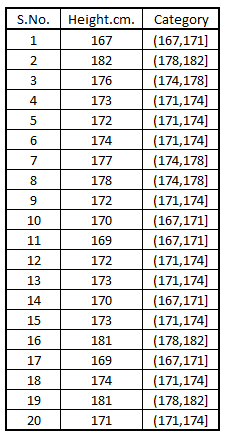 S.No. Height.cm. Category
1 167 (167,171]
2 182 (178,182]
3 176 (174,178]
4 173 (171,174]
5 172 (171,174]
6 174 (171,174]
7 177 (174,178]
8 178 (174,178]
9 172 (171,174]
10 170 (167,171]
11 169 (167,171]
12 172 (171,174]
13 173 (171,174]
14 170 (167,171]
15 173 (171,174]
16 181 (178,182]
17 169 (167,171]
18 174 (171,174]
19 181 (178,182]
20 171 (171,174]